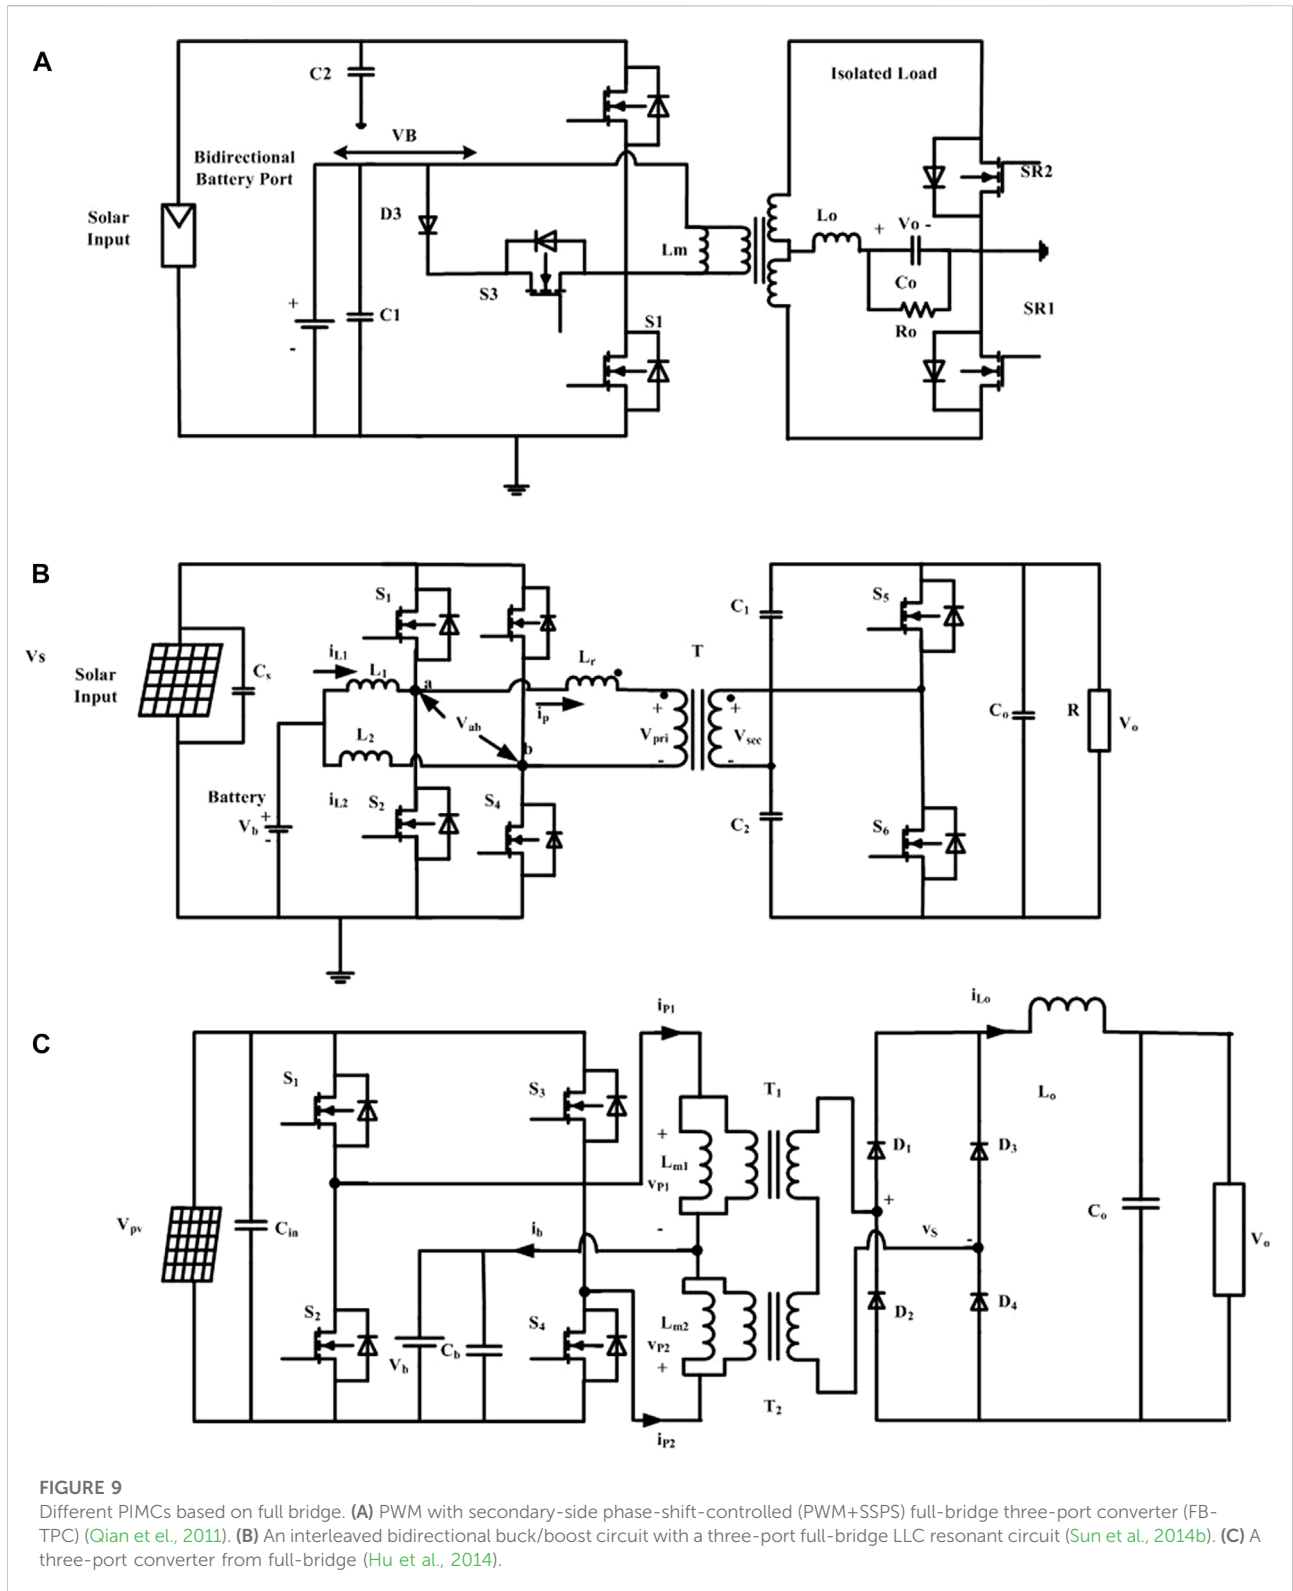 A
C2
Isolated Load
VB
Bidirectional
Battery Port
SR2
D3
Solar
Input
Lo
+
Vo -
Lm
Co
S3
+
C1
S1
SR1
-
Ro
B
S1
S5
C1
iL1
T
Vs
Solar
Input
Cs
L1
a
Lr
ip
+
+
Co
R
Vo
Vab
Vpri
Vsec
L2
b
-
-
Battery
iL2
S2
S4
+
Vb
-
C2
S6
iLo
iP1
C
S1
S3
T1
Lo
+
D1
D3
Lm1
vP1
+
Vpv
Cin
ib
-
vS
-
Co
Vo
S2
S4
Lm2
D2
D4
vP2
Vb
Cb
+
T2
iP2
FIGURE 9
Different PIMCs based on full bridge. (A) PWM with secondary-side phase-shift-controlled (PWM+SSPS) full-bridge three-port converter (FB-
TPC) (Qian et el., 2011). (B) An interleaved bidirectional buck/boost circuit with a three-port full-bridge LLC resonant circuit (Sun et al., 2014b). (C) A
three-port converter from full-bridge (Hu et al., 2014).